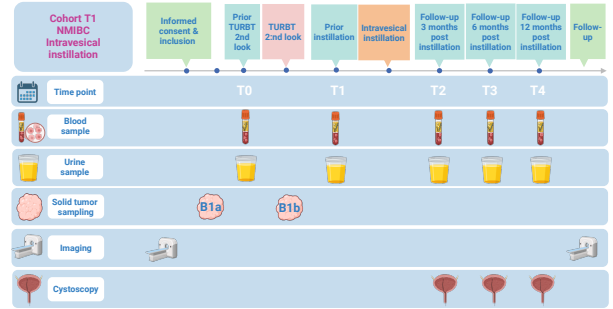 Cohort T1
NMIBC
Intravesical
instillation
Informed
consent &
inclusion
Prior
TURBT
2nd
look
TURBT
2:nd look
Prior
instillation
Intravesical
instillation
Follow-up
3 months
post
instillation
Follow-up
6 months
post
instillation
Follow-up
12 months
post
instillation
Follow-
up
Time point
T0
T1
T2
T3
T4
Blood
sample
Urine
sample
Solid tumor
sampling
B1a
B1b
Imaging
Cystoscopy